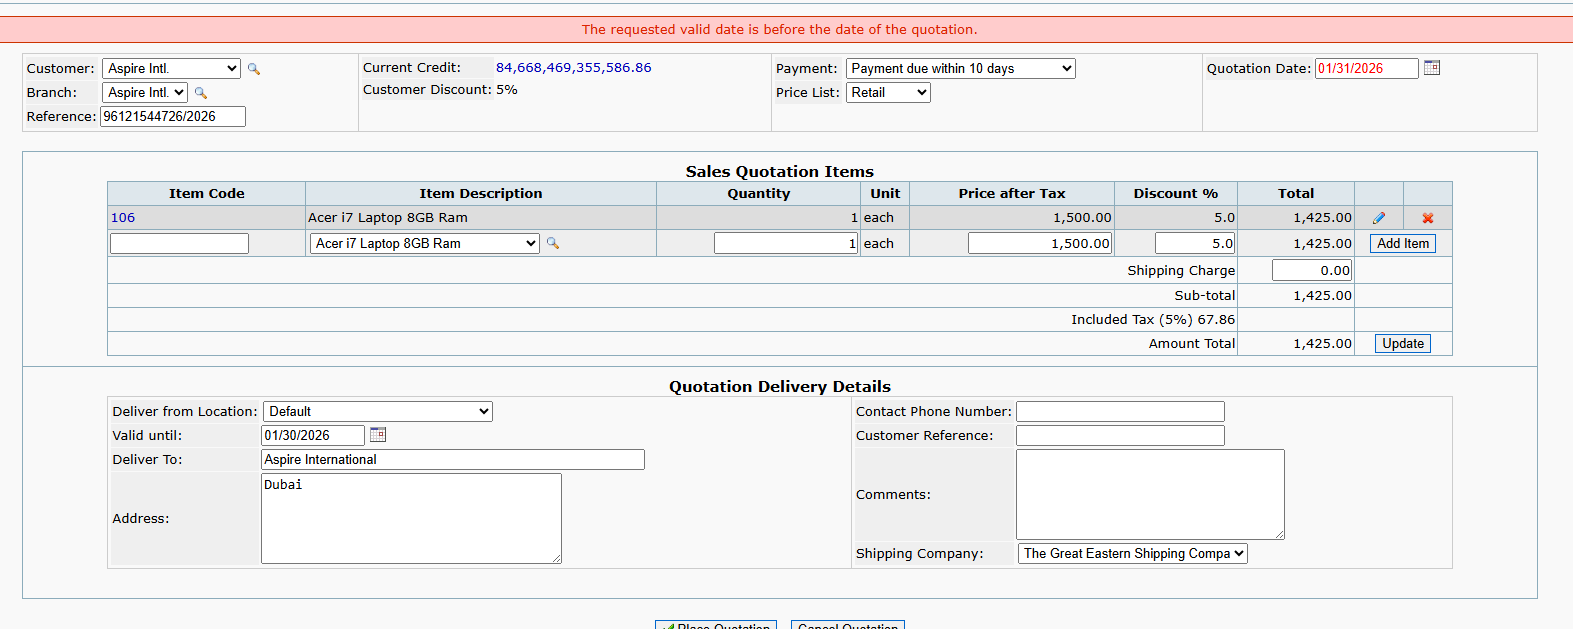 The requested valid date is before the date of the quotation.
Customer: Aspire Intl. Current Credit: 84,668,469,355,586.86 Payment: Payment due within 10 days Quotation Date: 01/31/2026
Branch: Aspire Intl. Customer Discount: 5% Price List: Retail
Reference: 96121544726/2026
Sales Quotation Items
Item Code Item Description Quantity Unit Price after Tax Discount % Total
106 Acer i7 Laptop 8GB Ram 1 each 1,500.00 5.0 1,425.00
Acer i7 Laptop 8GB Ram 1 each 1,500.00 5.0 1,425.00 Add Item
Shipping Charge 0.00
Sub-total 1,425.00
Included Tax (5%) 67.86
Amount Total 1,425.00 Update
Quotation Delivery Details
Deliver from Location: Default Contact Phone Number:
Valid until: 01/30/2026 Customer Reference:
Deliver To: Aspire International
Address: Dubai
Comments:
Shipping Company: The Great Eastern Shipping Compa
Place Quotation Cancel Quotation